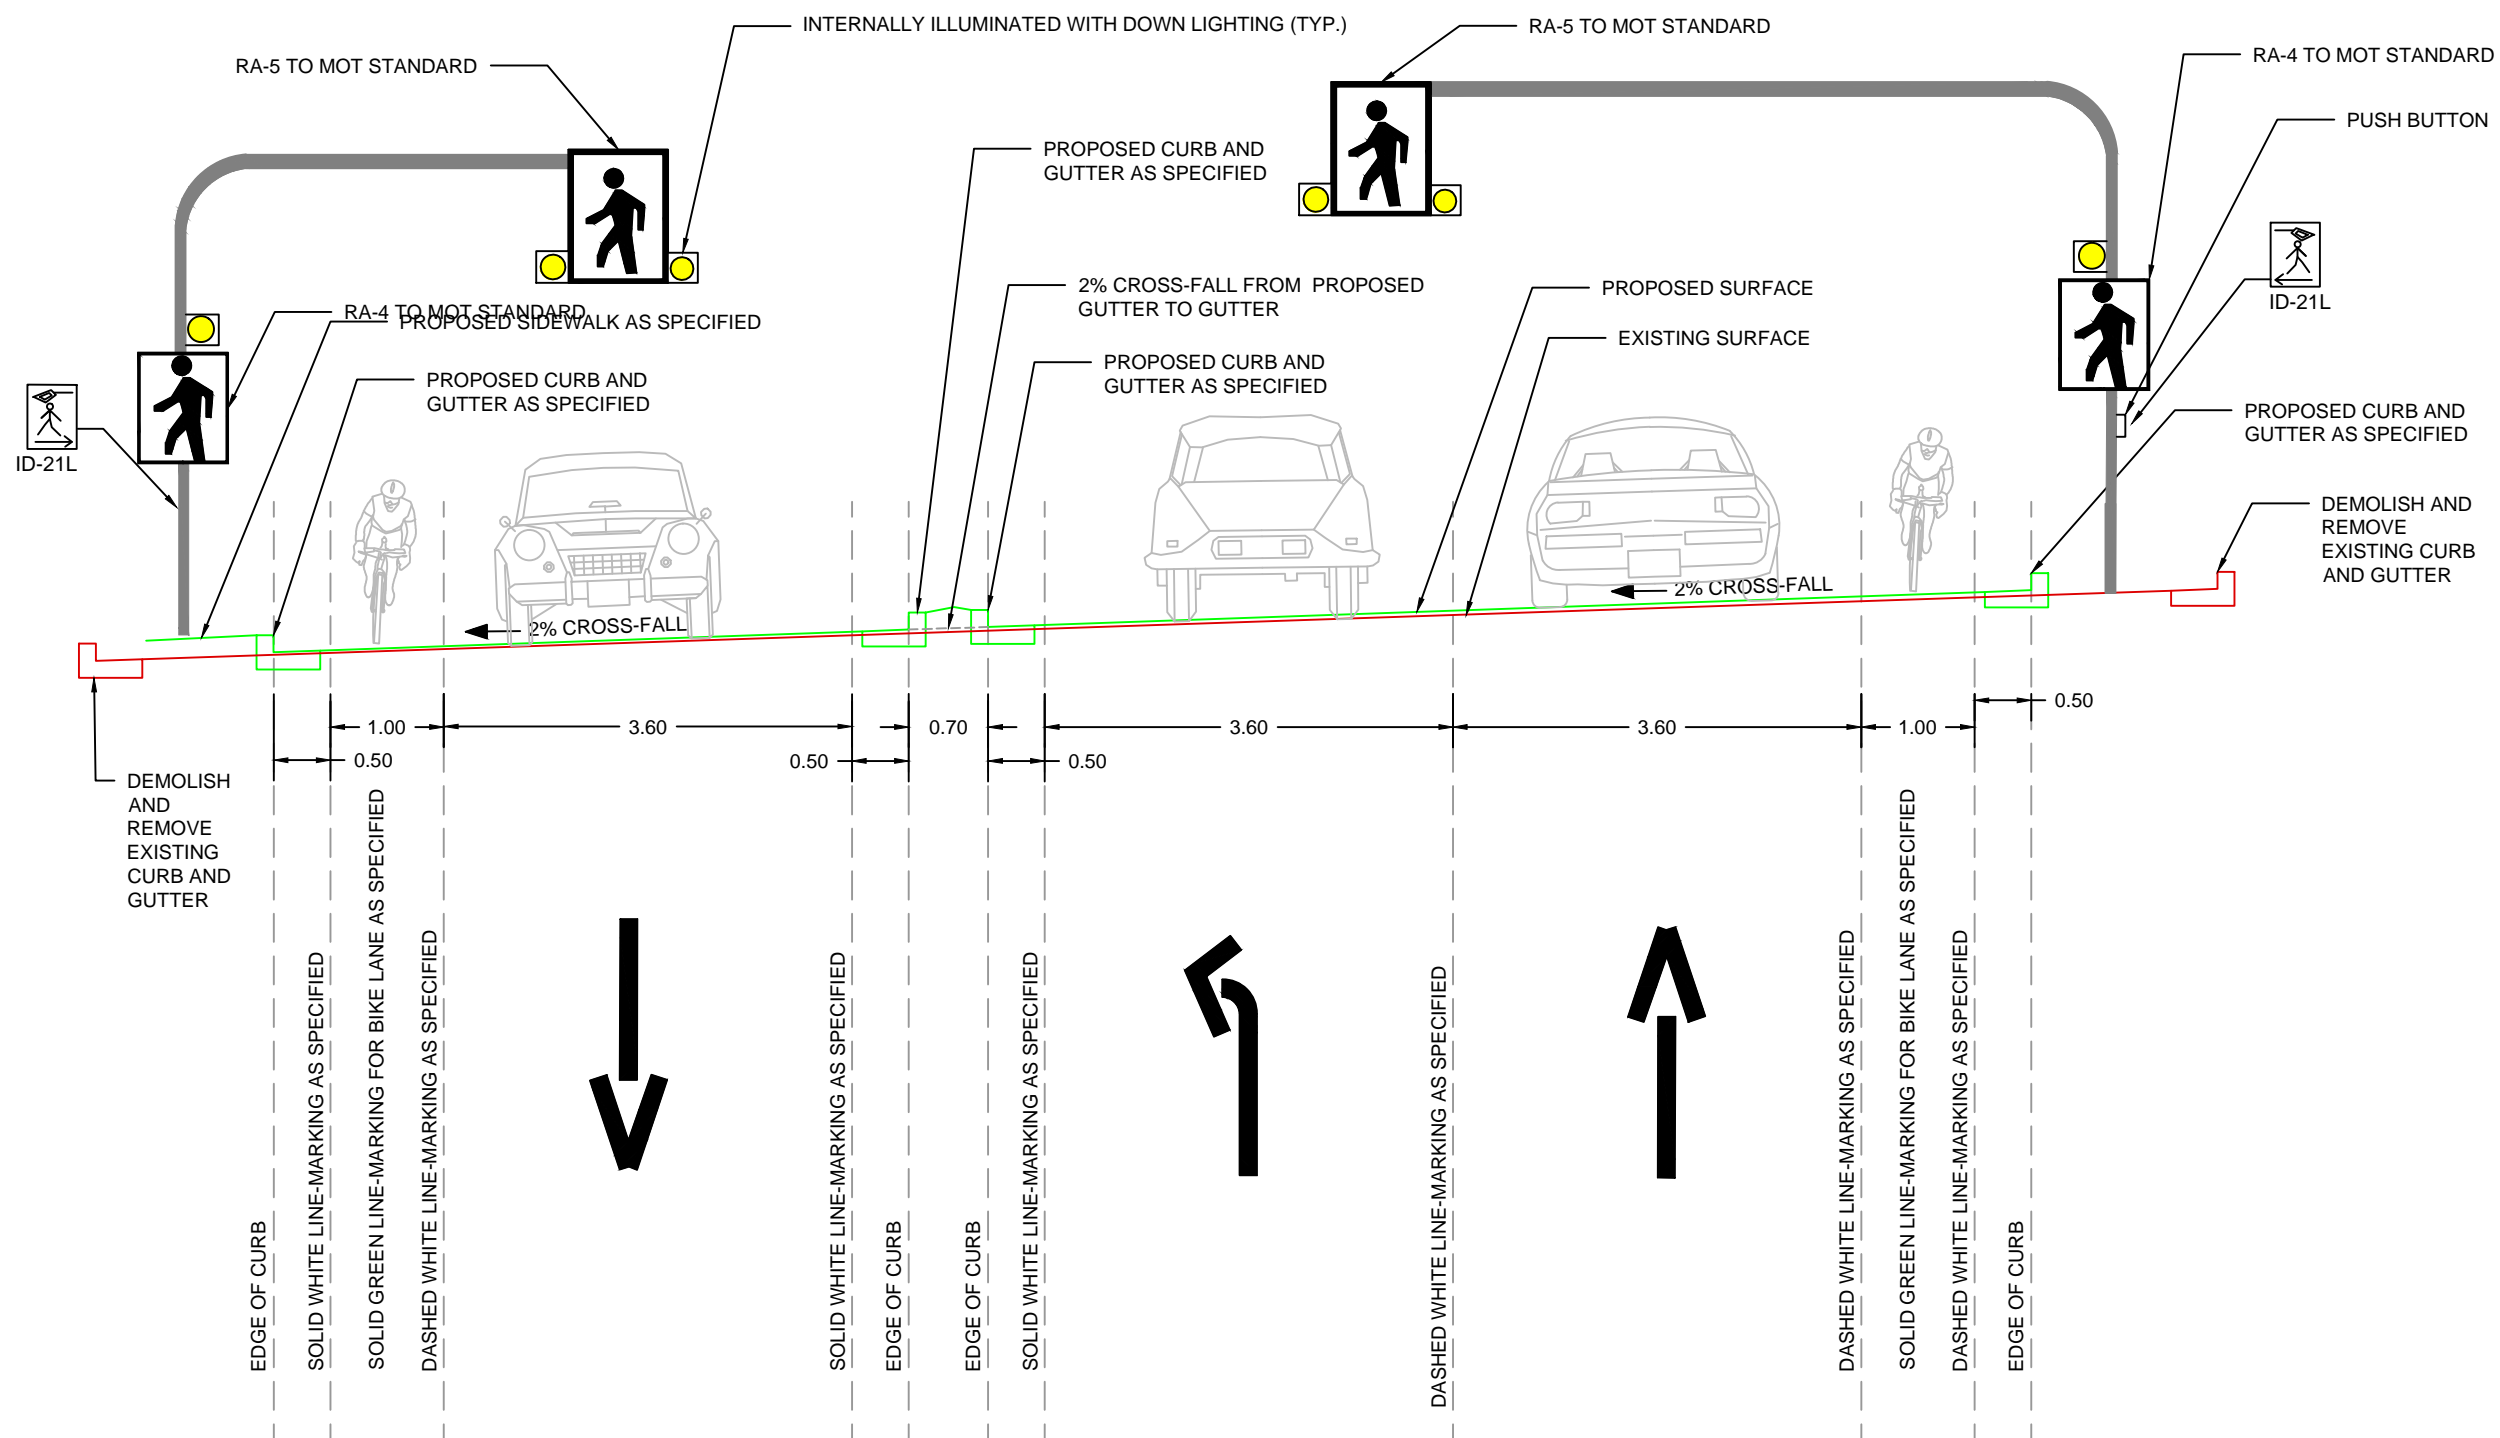 INTERNALLY ILLUMINATED WITH DOWN LIGHTING (TYP.)
RA-5 TO MOT STANDARD
RA-5 TO MOT STANDARD
RA-4 TO MOT STANDARD
PUSH BUTTON
PROPOSED CURB AND
GUTTER AS SPECIFIED
2% CROSS-FALL FROM PROPOSED
GUTTER TO GUTTER
PROPOSED SURFACE
ID-21L
RA-4 TO MOT STANDARD
PROPOSED SIDEWALK AS SPECIFIED
EXISTING SURFACE
PROPOSED CURB AND
GUTTER AS SPECIFIED
PROPOSED CURB AND
GUTTER AS SPECIFIED
PROPOSED CURB AND
GUTTER AS SPECIFIED
ID-21L
DEMOLISH AND
REMOVE
EXISTING CURB
AND GUTTER
2% CROSS-FALL
2% CROSS-FALL
1.00
3.60
0.70
3.60
3.60
1.00
0.50
0.50
0.50
0.50
DEMOLISH
AND
REMOVE
EXISTING
CURB AND
GUTTER
EDGE OF CURB
SOLID WHITE LINE-MARKING AS SPECIFIED
SOLID GREEN LINE-MARKING FOR BIKE LANE AS SPECIFIED
DASHED WHITE LINE-MARKING AS SPECIFIED
SOLID WHITE LINE-MARKING AS SPECIFIED
EDGE OF CURB
EDGE OF CURB
SOLID WHITE LINE-MARKING AS SPECIFIED
DASHED WHITE LINE-MARKING AS SPECIFIED
DASHED WHITE LINE-MARKING AS SPECIFIED
SOLID GREEN LINE-MARKING FOR BIKE LANE AS SPECIFIED
DASHED WHITE LINE-MARKING AS SPECIFIED
EDGE OF CURB